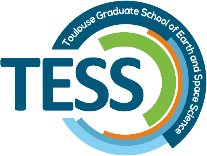 Toulouse Graduate School of Earth and Space Science
TESS